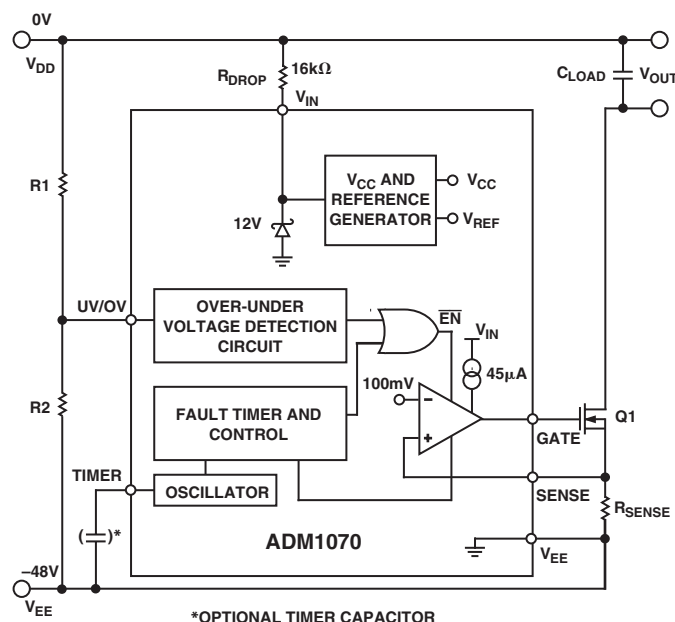 0V
VDD
RDROP
16kΩ
VIN
CLOAD
VOUT
R1
VCC AND
REFERENCE
GENERATOR
VCC
VREF
12V
UV/OV
OVER-UNDER
VOLTAGE DETECTION
CIRCUIT
EN
VIN
45μA
100mV
R2
FAULT TIMER AND
CONTROL
–
+
GATE
Q1
TIMER
OSCILLATOR
SENSE
RSENSE
( )*
ADM1070
VEE
–48V
VEE
*OPTIONAL TIMER CAPACITOR